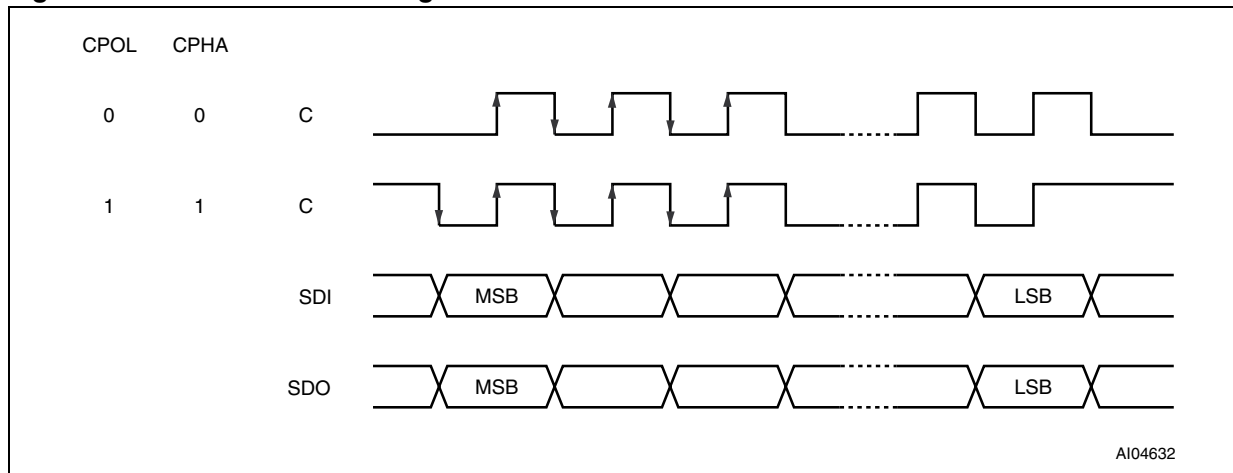 CPOL CPHA
0 0 C
1 1 C
SDI MSB LSB
SDO MSB LSB
AI04632